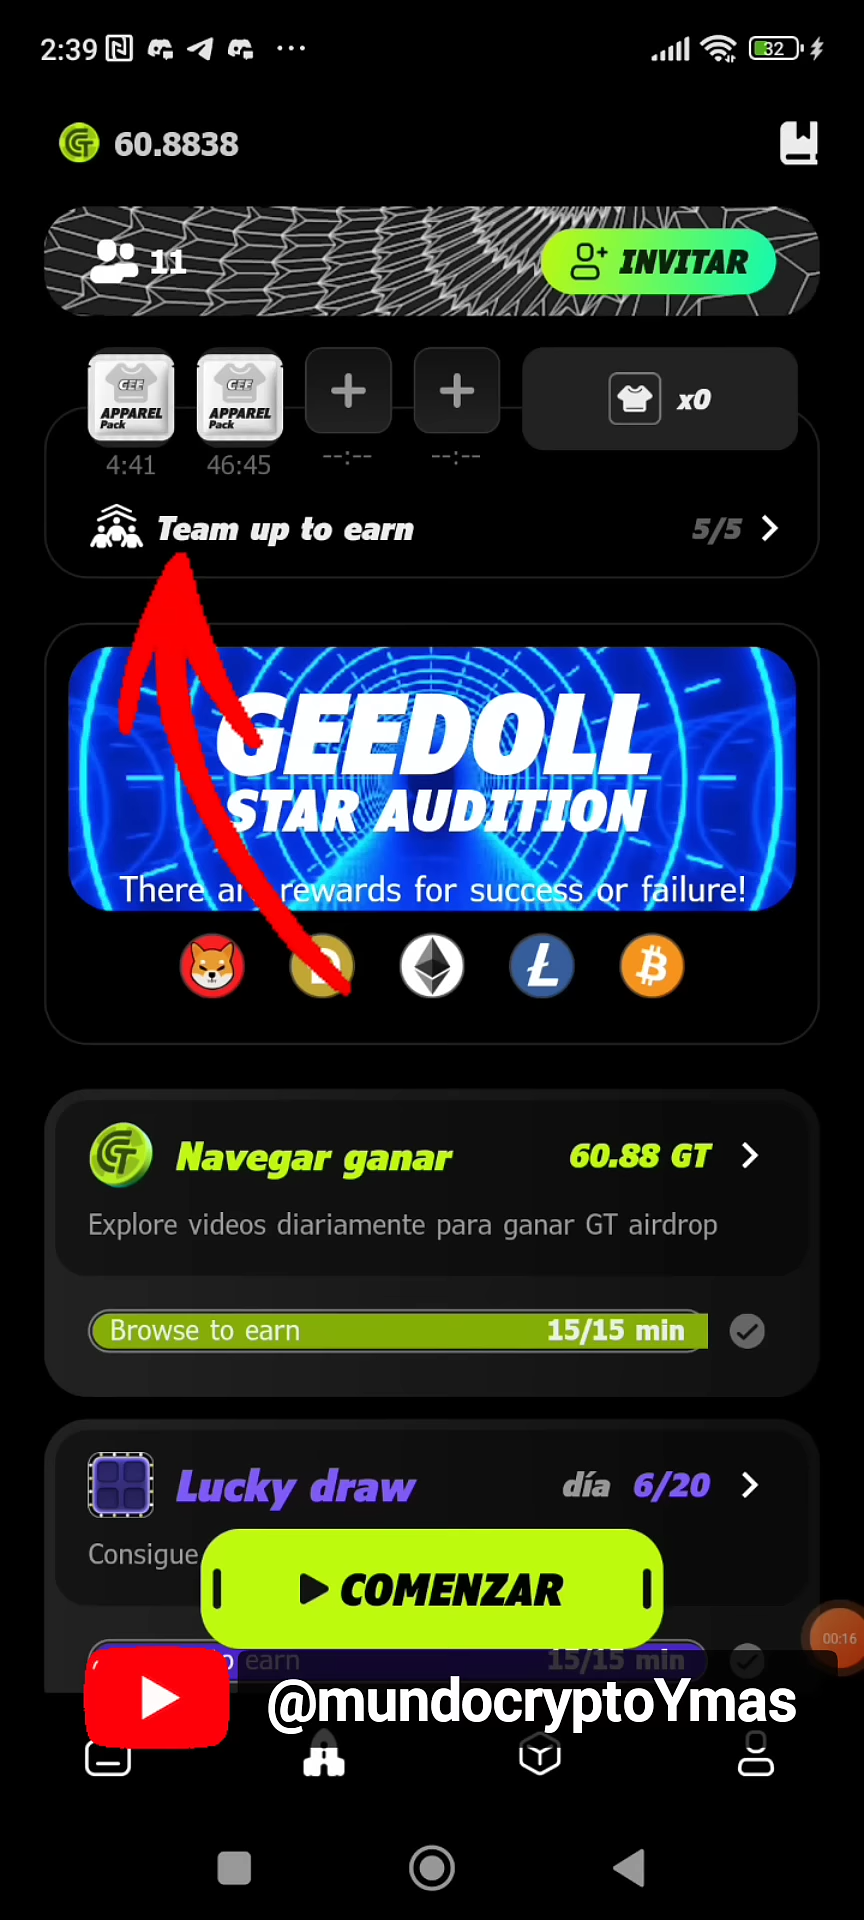 2:39
32
60.8838
11
INVITAR
GEE
APPAREL
Pack
GEE
APPAREL
Pack
x0
4:41
46:45
--:--
--:--
Team up to earn
5/5
GEEDOLL
STAR AUDITION
There are rewards for success or failure!
Navegar ganar
60.88 GT
Explore videos diariamente para ganar GT airdrop
Browse to earn
15/15 min
Lucky draw
día 6/20
Consigue
COMENZAR
earn
15/15 min
00:16
@mundocryptoYmas